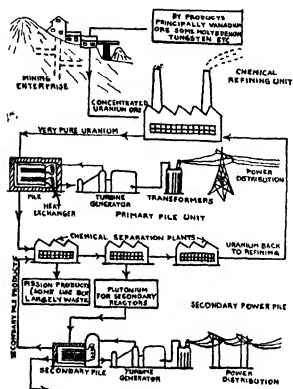 BY PRODUCTS
PRINCIPALLY VANADIUM
ORE SOME MOLYBDENUM
TUNGSTEN ETC
MINING
ENTERPRISE
CHEMICAL
REFINING UNIT
CONCENTRATED
URANIUM ORE
VERY PURE URANIUM
PILE
HEAT
EXCHANGER
TURBINE
GENERATOR
TRANSFORMERS
POWER
DISTRIBUTION
PRIMARY PILE UNIT
CHEMICAL SEPARATION PLANTS
URANIUM BACK
TO REFINING
FISSION PRODUCTS
(SOME USE BUT
LARGELY WASTE)
PLUTONIUM
FOR SECONDARY
REACTORS
SECONDARY POWER PILE
SECONDARY PILE PRODUCTS
SECONDARY PILE
TURBINE
GENERATOR
POWER
DISTRIBUTION